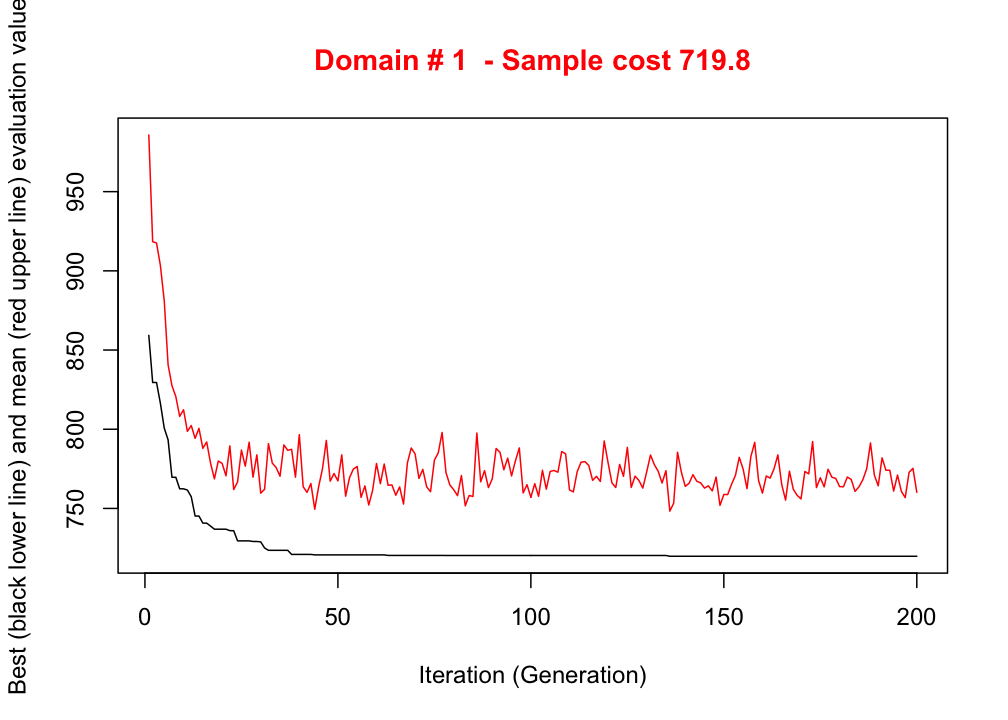 Domain # 1  - Sample cost 719.8
Best (black lower line) and mean (red upper line) evaluation value
950
900
850
800
750
0 50 100 150 200
Iteration (Generation)